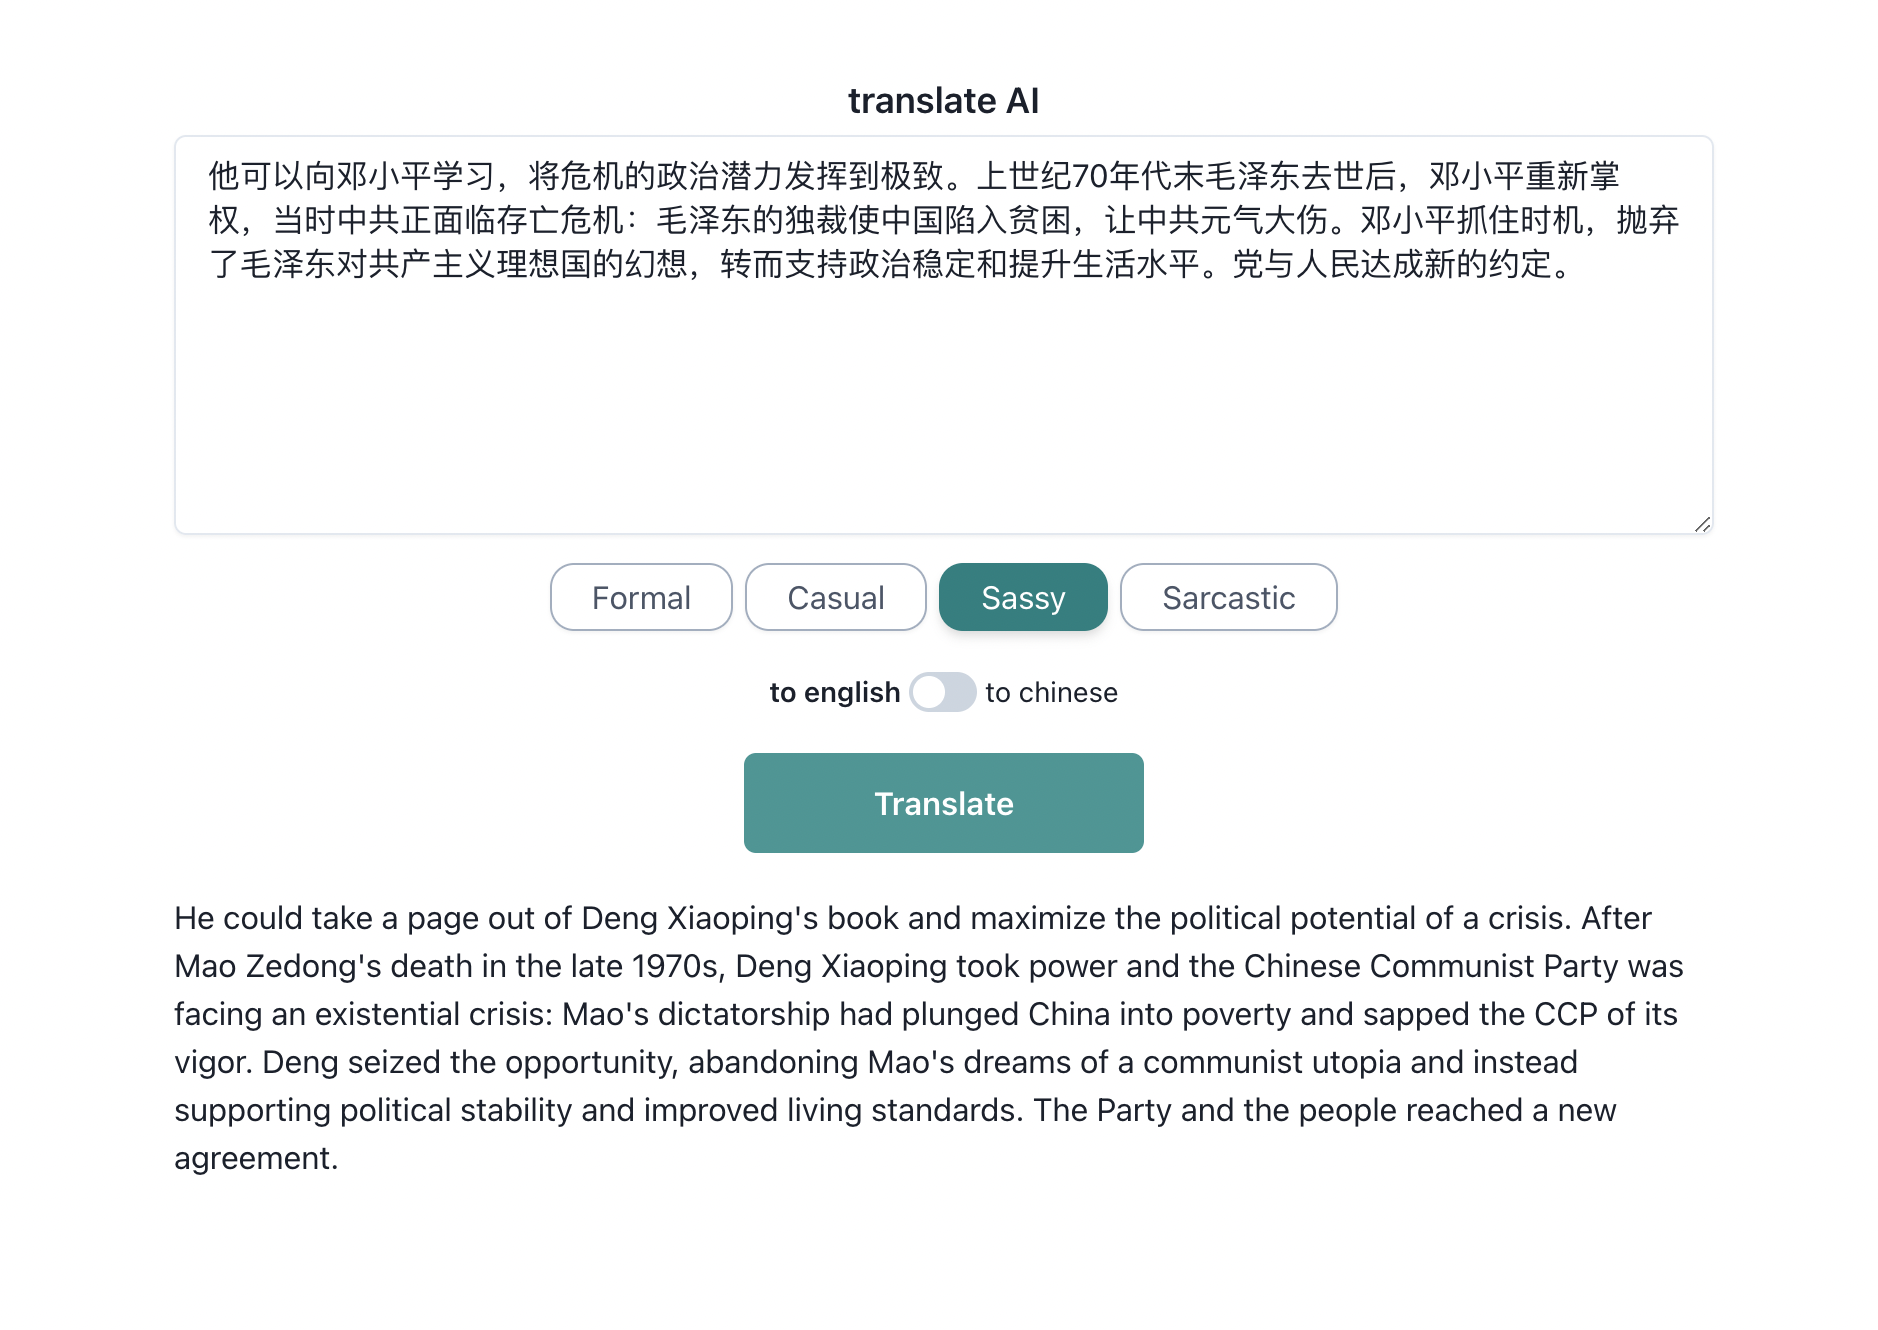 translate AI
他可以向邓小平学习，将危机的政治潜力发挥到极致。上世纪70年代末毛泽东去世后，邓小平重新掌
权，当时中共正面临存亡危机：毛泽东的独裁使中国陷入贫困，让中共元气大伤。邓小平抓住时机，抛弃
了毛泽东对共产主义理想国的幻想，转而支持政治稳定和提升生活水平。党与人民达成新的约定。
Formal Casual Sassy Sarcastic
to english to chinese
Translate
He could take a page out of Deng Xiaoping's book and maximize the political potential of a crisis. After
Mao Zedong's death in the late 1970s, Deng Xiaoping took power and the Chinese Communist Party was
facing an existential crisis: Mao's dictatorship had plunged China into poverty and sapped the CCP of its
vigor. Deng seized the opportunity, abandoning Mao's dreams of a communist utopia and instead
supporting political stability and improved living standards. The Party and the people reached a new
agreement.